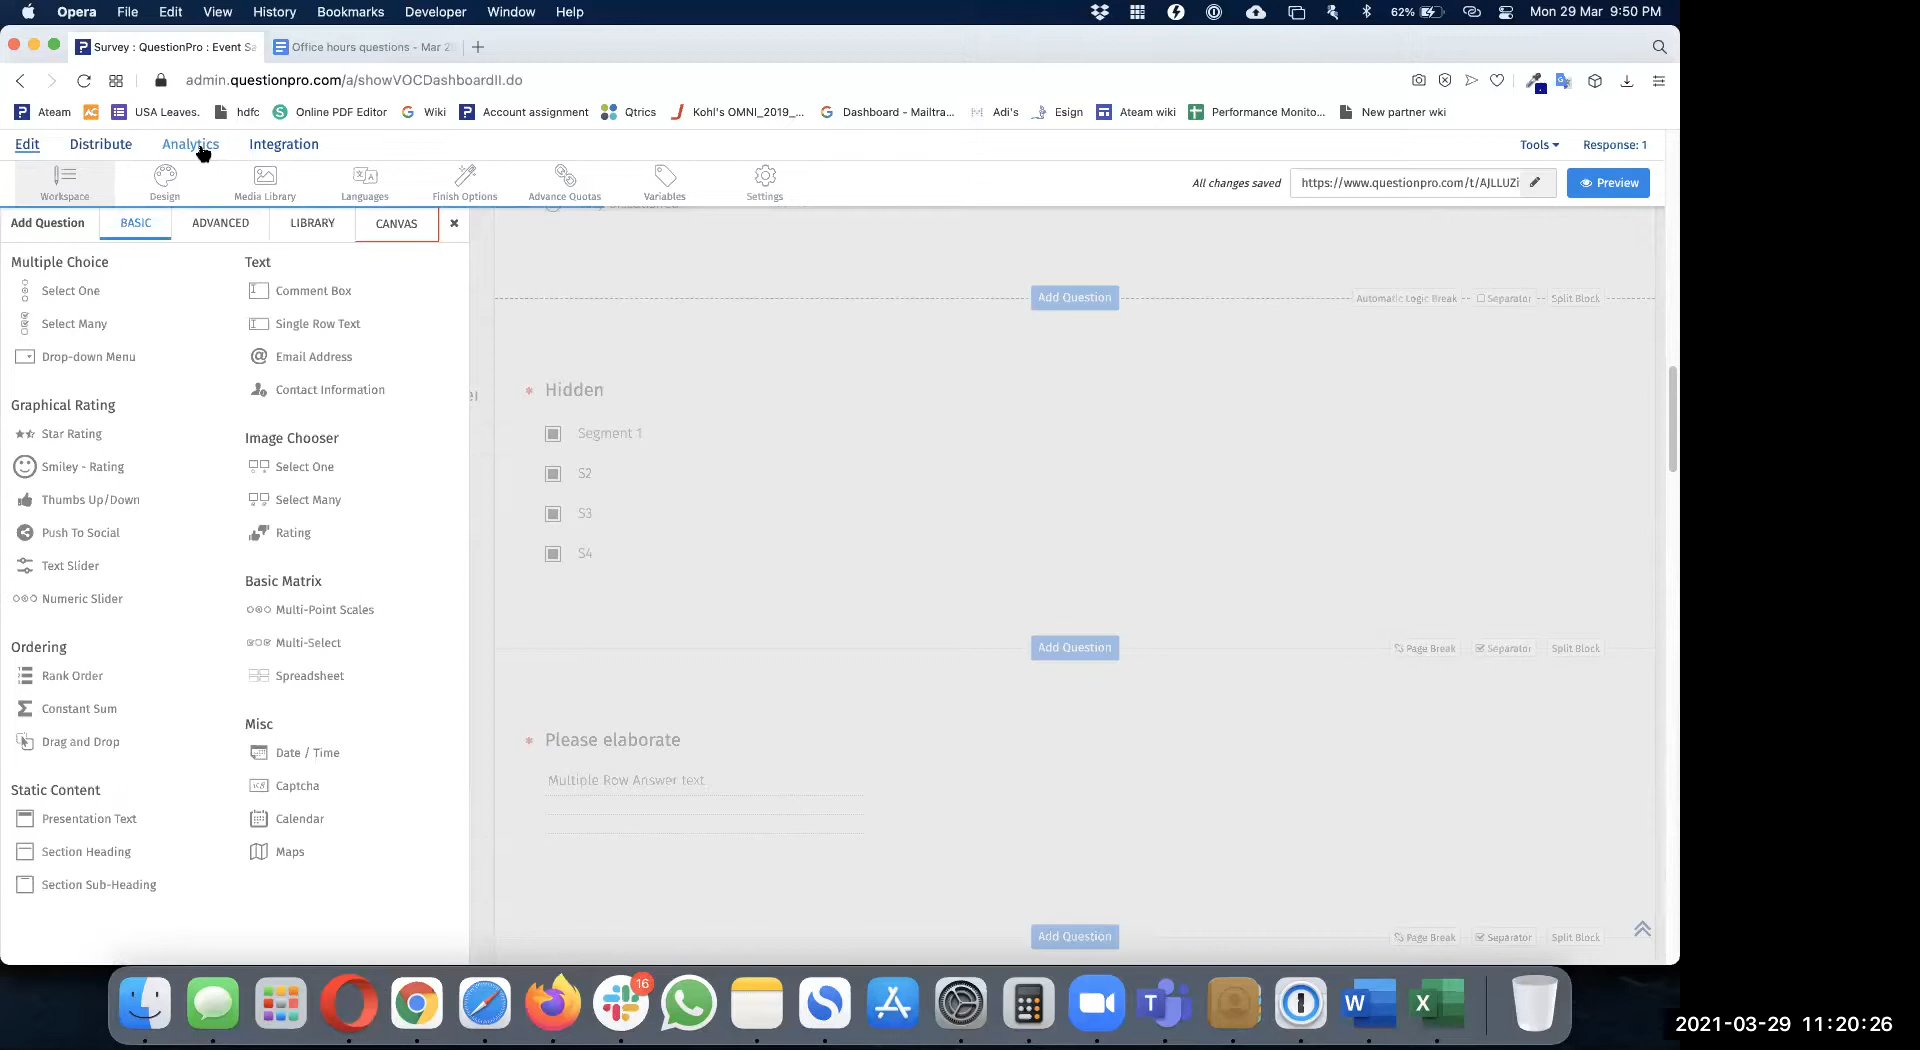 Opera File Edit View History Bookmarks Developer Window Help 62% Mon 29 Mar 9:50 PM
Survey : QuestionPro : Event Sa Office hours questions - Mar 2
admin.questionpro.com/a/showVOCDashboardII.do
Ateam USA Leaves. hdfc Online PDF Editor Wiki Account assignment Qtrics Kohl's OMNI_2019_... Dashboard - Mailtra... Adi's Esign Ateam wiki Performance Monito... New partner wki
Edit Distribute Analytics Integration Tools Response: 1
Workspace Design Media Library Languages Finish Options Advance Quotas Variables Settings All changes saved https://www.questionpro.com/t/AJLLUZi Preview
Add Question BASIC ADVANCED LIBRARY CANVAS
Multiple Choice
Select One
Select Many
Drop-down Menu
Graphical Rating
Star Rating
Smiley - Rating
Thumbs Up/Down
Push To Social
Text Slider
Numeric Slider
Ordering
Rank Order
Constant Sum
Drag and Drop
Static Content
Presentation Text
Section Heading
Section Sub-Heading
Text
Comment Box
Single Row Text
Email Address
Contact Information
Image Chooser
Select One
Select Many
Rating
Basic Matrix
Multi-Point Scales
Multi-Select
Spreadsheet
Misc
Date / Time
Captcha
Calendar
Maps
Add Question Automatic Logic Break Separator Split Block
* Hidden
Segment 1
S2
S3
S4
Add Question Page Break Separator Split Block
* Please elaborate
Multiple Row Answer text
Add Question Page Break Separator Split Block
16
2021-03-29 11:20:26